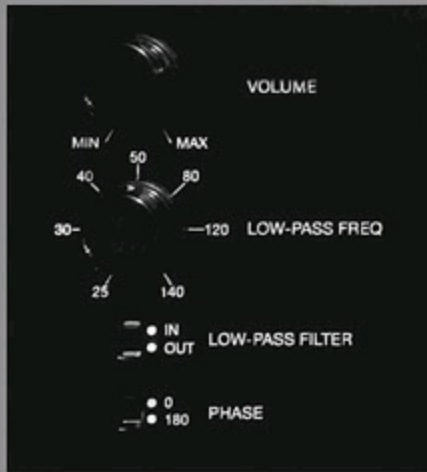 VOLUME
MIN MAX
50
40 80
30 120 LOW-PASS FREQ
25 140
IN
OUT LOW-PASS FILTER
0
180 PHASE